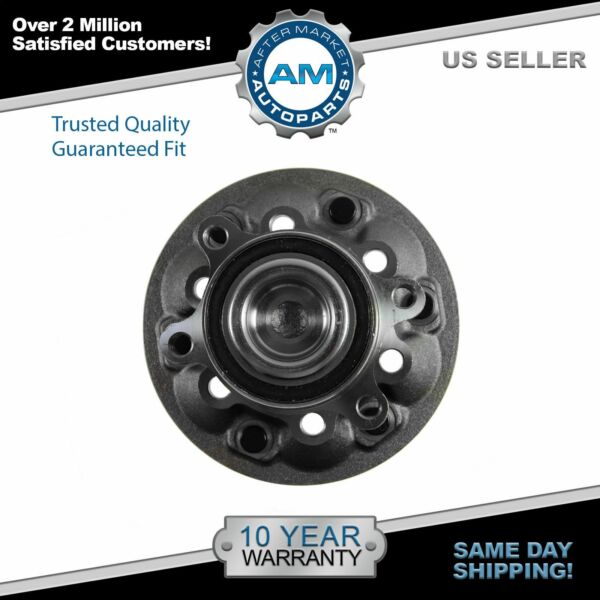 Over 2 Million
Satisfied Customers!
AFTER MARKET
AM
AUTOPARTS
™
US SELLER
Trusted Quality
Guaranteed Fit
10 YEAR
WARRANTY
SAME DAY
SHIPPING!